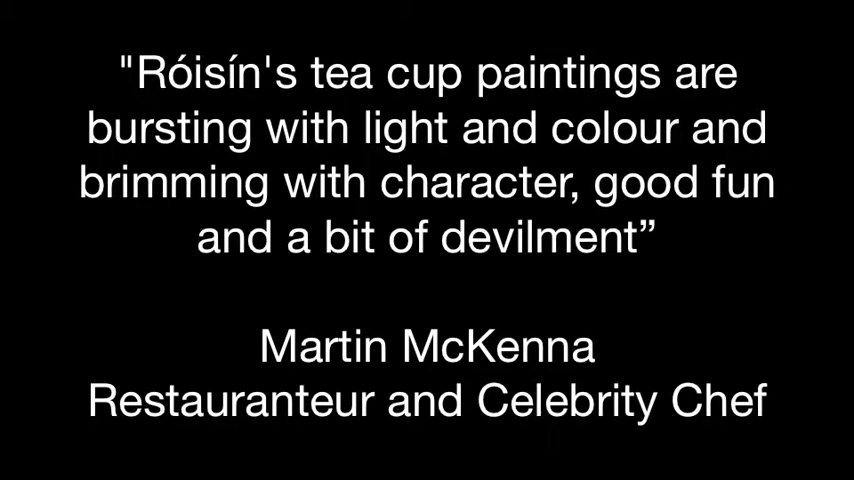 "Róisín's tea cup paintings are
bursting with light and colour and
brimming with character, good fun
and a bit of devilment”
Martin McKenna
Restauranteur and Celebrity Chef